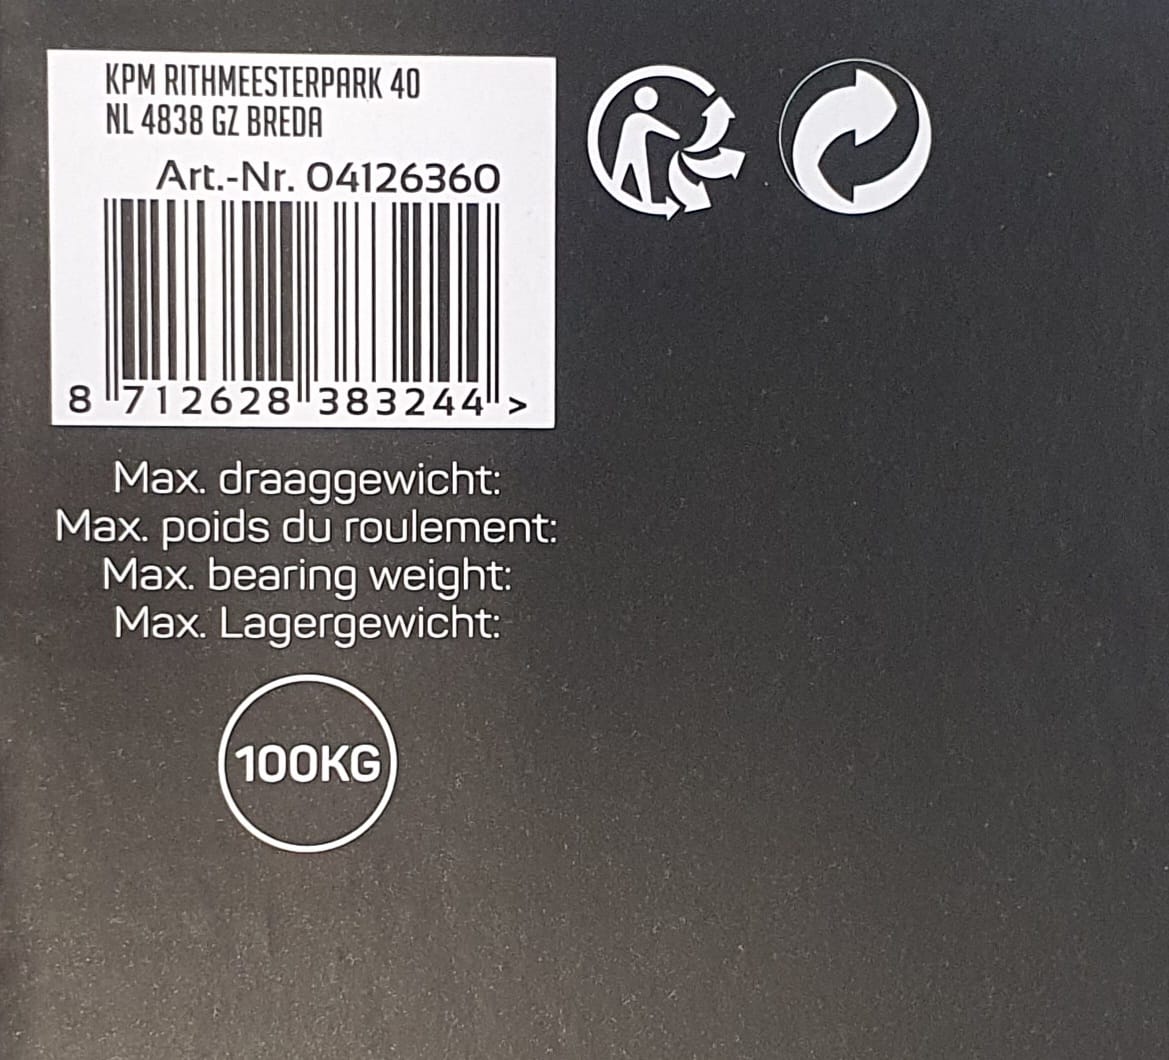 KPM RITHMEESTERPARK 40
NL 4838 GZ BREDA
Art.-Nr. 04126360
8 712628 383244 >
Max. draaggewicht:
Max. poids du roulement:
Max. bearing weight:
Max. Lagergewicht:
100KG